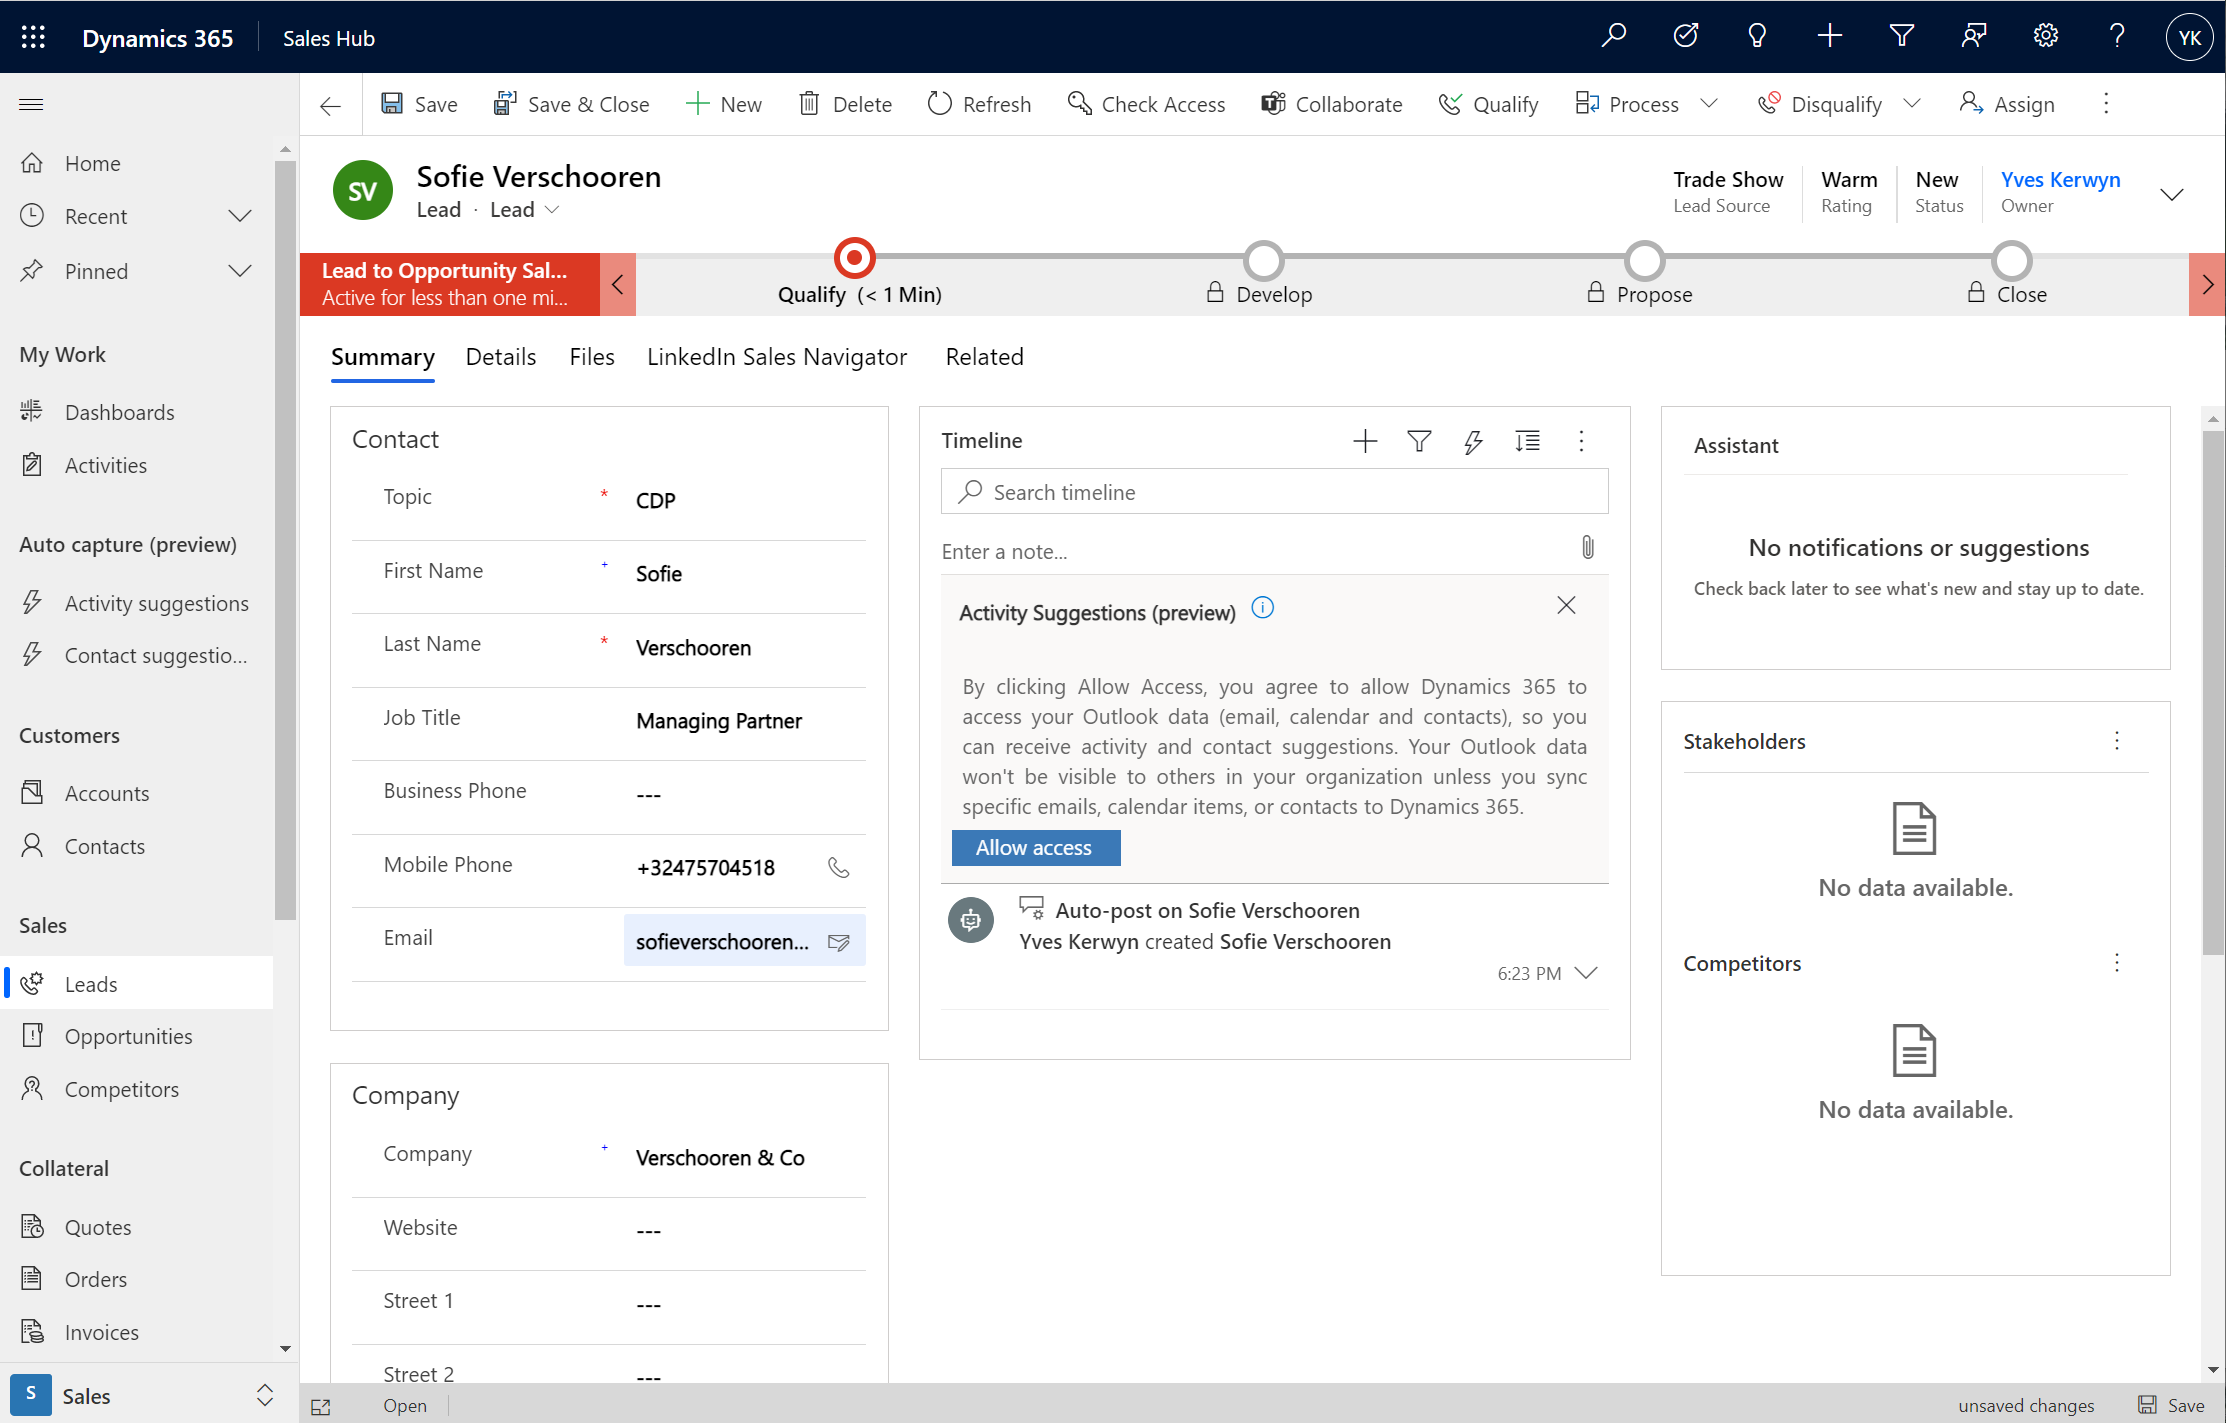 Dynamics 365
Sales Hub
YK
Save
Save & Close
New
Delete
Refresh
Check Access
Collaborate
Qualify
Process
Disqualify
Assign
Home
Recent
Pinned
My Work
Dashboards
Activities
Auto capture (preview)
Activity suggestions
Contact suggestio...
Customers
Accounts
Contacts
Sales
Leads
Opportunities
Competitors
Collateral
Quotes
Orders
Invoices
S
Sales
SV
Sofie Verschooren
Lead · Lead
Trade Show
Lead Source
Warm
Rating
New
Status
Yves Kerwyn
Owner
Lead to Opportunity Sal...
Active for less than one mi...
Qualify (< 1 Min)
Develop
Propose
Close
Summary
Details
Files
LinkedIn Sales Navigator
Related
Contact
Topic * CDP
First Name + Sofie
Last Name * Verschooren
Job Title Managing Partner
Business Phone ---
Mobile Phone +32475704518
Email sofieverschooren...
Company
Company + Verschooren & Co
Website ---
Street 1 ---
Street 2 ---
Timeline
Search timeline
Enter a note...
Activity Suggestions (preview)
By clicking Allow Access, you agree to allow Dynamics 365 to
access your Outlook data (email, calendar and contacts), so you
can receive activity and contact suggestions. Your Outlook data
won't be visible to others in your organization unless you sync
specific emails, calendar items, or contacts to Dynamics 365.
Allow access
Auto-post on Sofie Verschooren
Yves Kerwyn created Sofie Verschooren
6:23 PM
Assistant
No notifications or suggestions
Check back later to see what's new and stay up to date.
Stakeholders
No data available.
Competitors
No data available.
Open
unsaved changes
Save